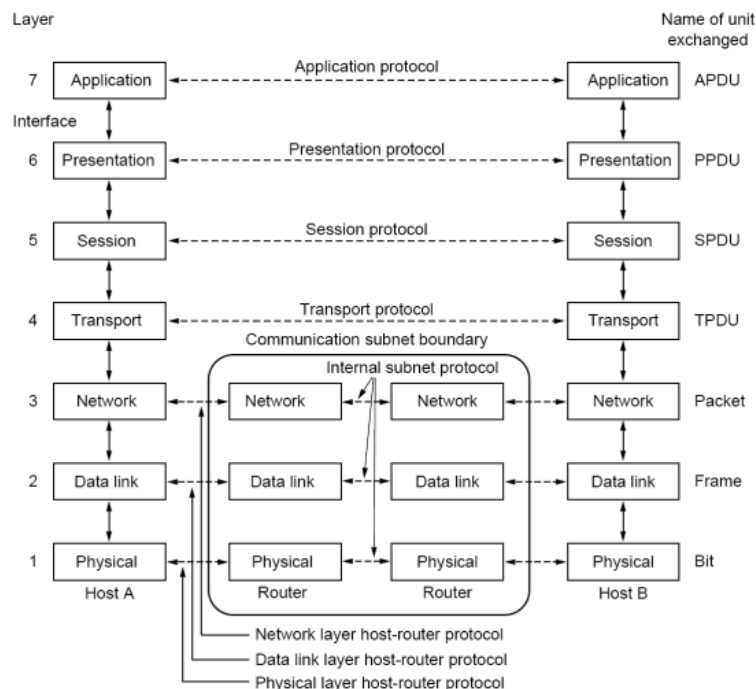 Layer
Name of unit
exchanged
Application protocol
7 Application Application APDU
Interface
Presentation protocol
6 Presentation Presentation PPDU
Session protocol
5 Session Session SPDU
Transport protocol
4 Transport Transport TPDU
Communication subnet boundary
Internal subnet protocol
3 Network Network Network Network Packet
2 Data link Data link Data link Data link Frame
1 Physical Physical Physical Physical Bit
Host A Router Router Host B
Network layer host-router protocol
Data link layer host-router protocol
Physical layer host-router protocol